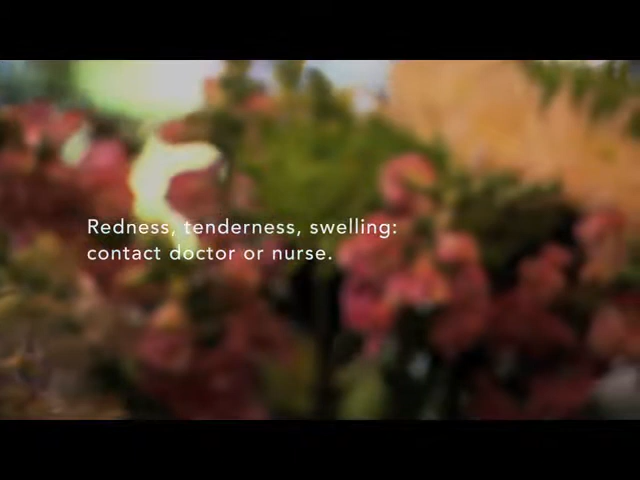 Redness, tenderness, swelling:
contact doctor or nurse.